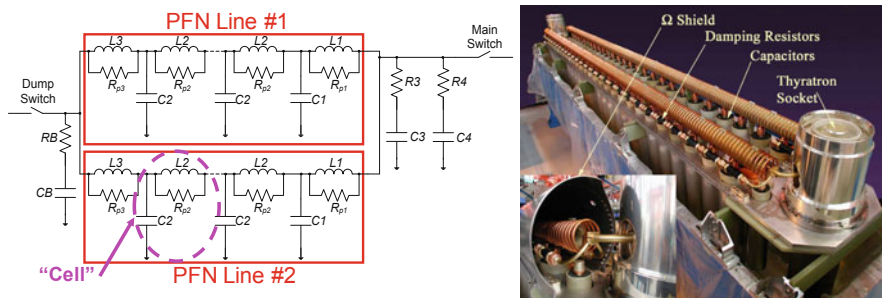 PFN Line #1
L3
L2
L2
L1
Rp3
Rp2
Rp2
Rp1
C2
C2
C1
Main
Switch
R3
R4
C3
C4
Dump
Switch
RB
CB
L3
L2
L2
L1
Rp3
Rp2
Rp2
Rp1
C2
C2
C1
"Cell"
PFN Line #2
Ω Shield
Damping Resistors
Capacitors
Thyratron
Socket